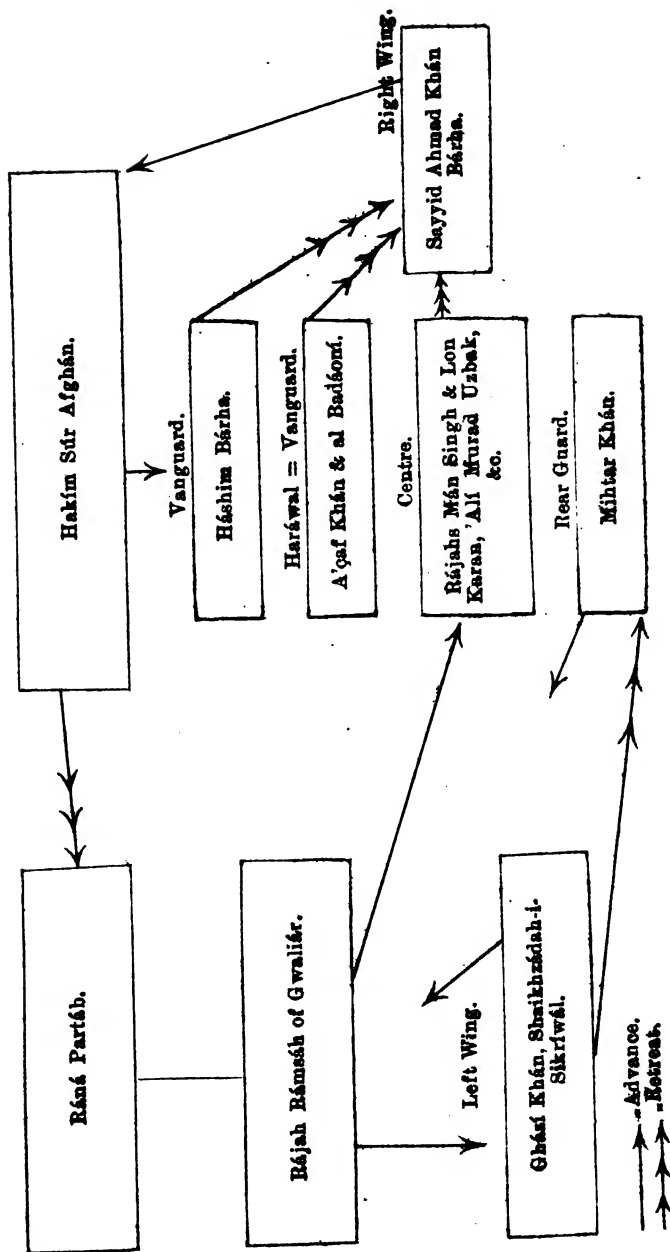 Hakím Súr Afghán.
Ráná Partáb.
Vanguard.
Háshim Bárha.
Haráwal = Vanguard.
A'çaf Khán & al Badáoní.
Right Wing.
Sayyid Ahmad Khán
Bárha.
Rájah Rámsáh of Gwaliár.
Centre.
Rájahs Mán Singh & Lon
Karan, 'Alí Murad Uzbak,
&c.
Left Wing.
Ghází Khán, Shaikhzádah-i-
Sikríwál.
Rear Guard.
Mihtar Khán.
Advance.
Retreat.